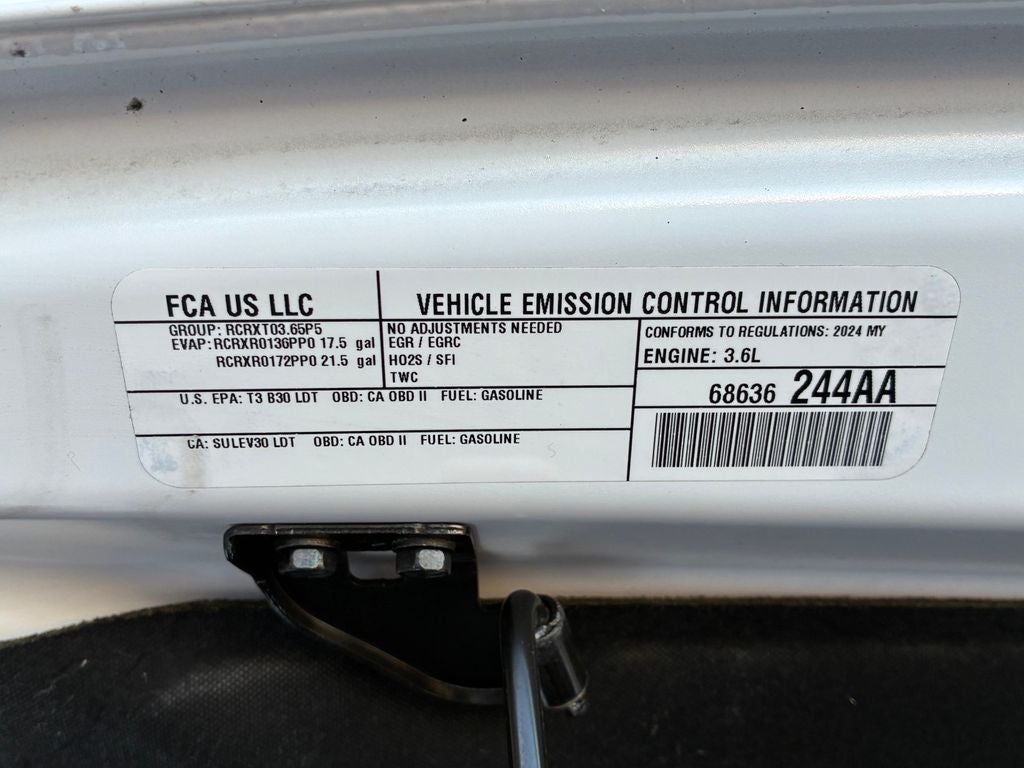 FCA US LLC
VEHICLE EMISSION CONTROL INFORMATION
GROUP: RCRXT03.65P5
EVAP: RCRXR0136PP0 17.5 gal
RCRXR0172PP0 21.5 gal
NO ADJUSTMENTS NEEDED
EGR / EGRC
HO2S / SFI
TWC
CONFORMS TO REGULATIONS: 2024 MY
ENGINE: 3.6L
68636 244AA
U.S. EPA: T3 B30 LDT OBD: CA OBD II FUEL: GASOLINE
CA: SULEV30 LDT OBD: CA OBD II FUEL: GASOLINE